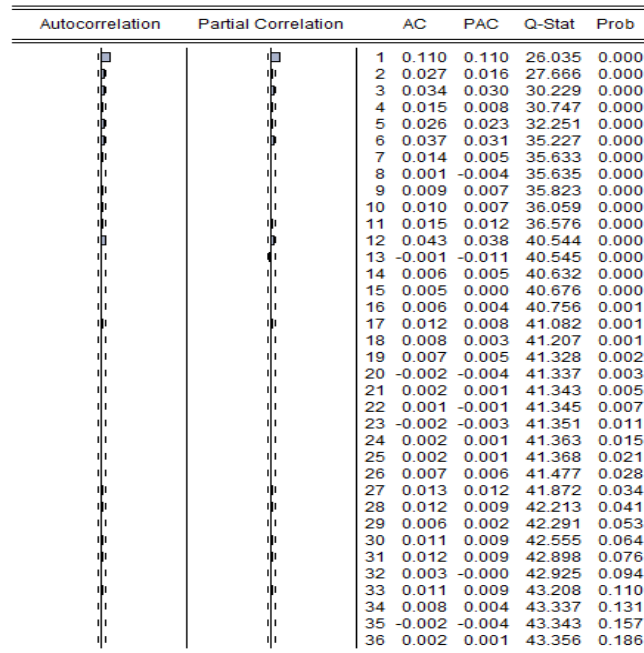 Autocorrelation Partial Correlation AC PAC Q-Stat Prob
1 0.110 0.110 26.035 0.000
2 0.027 0.016 27.666 0.000
3 0.034 0.030 30.229 0.000
4 0.015 0.008 30.747 0.000
5 0.026 0.023 32.251 0.000
6 0.037 0.031 35.227 0.000
7 0.014 0.005 35.633 0.000
8 0.001 -0.004 35.635 0.000
9 0.009 0.007 35.823 0.000
10 0.010 0.007 36.059 0.000
11 0.015 0.012 36.576 0.000
12 0.043 0.038 40.544 0.000
13 -0.001 -0.011 40.545 0.000
14 0.006 0.005 40.632 0.000
15 0.005 0.000 40.676 0.000
16 0.006 0.004 40.756 0.001
17 0.012 0.008 41.082 0.001
18 0.008 0.003 41.207 0.001
19 0.007 0.005 41.328 0.002
20 -0.002 -0.004 41.337 0.003
21 0.002 0.001 41.343 0.005
22 0.001 -0.001 41.345 0.007
23 -0.002 -0.003 41.351 0.011
24 0.002 0.001 41.363 0.015
25 0.002 0.001 41.368 0.021
26 0.007 0.006 41.477 0.028
27 0.013 0.012 41.872 0.034
28 0.012 0.009 42.213 0.041
29 0.006 0.002 42.291 0.053
30 0.011 0.009 42.555 0.064
31 0.012 0.009 42.898 0.076
32 0.003 -0.000 42.925 0.094
33 0.011 0.009 43.208 0.110
34 0.008 0.004 43.337 0.131
35 -0.002 -0.004 43.343 0.157
36 0.002 0.001 43.356 0.186